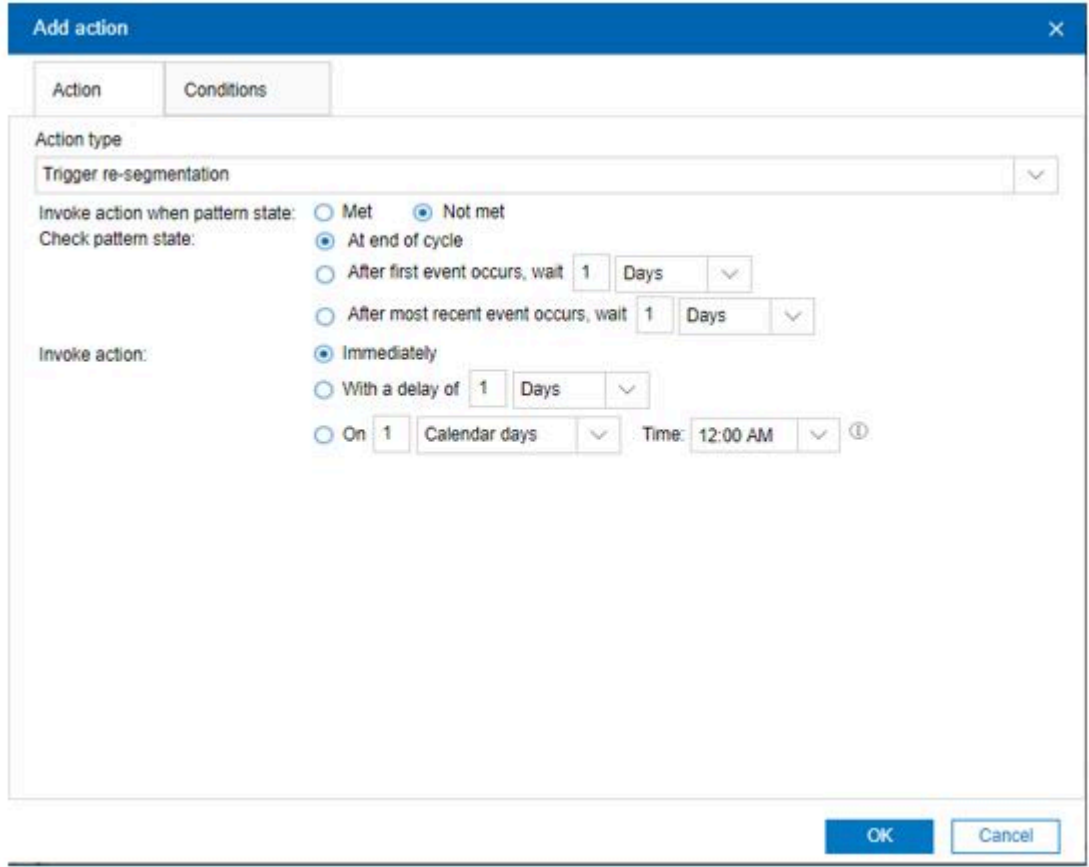 Add action
Action Conditions
Action type
Trigger re-segmentation
Invoke action when pattern state: Met Not met
Check pattern state: At end of cycle
After first event occurs, wait 1 Days
After most recent event occurs, wait 1 Days
Invoke action: Immediately
With a delay of 1 Days
On 1 Calendar days Time: 12:00 AM
OK Cancel